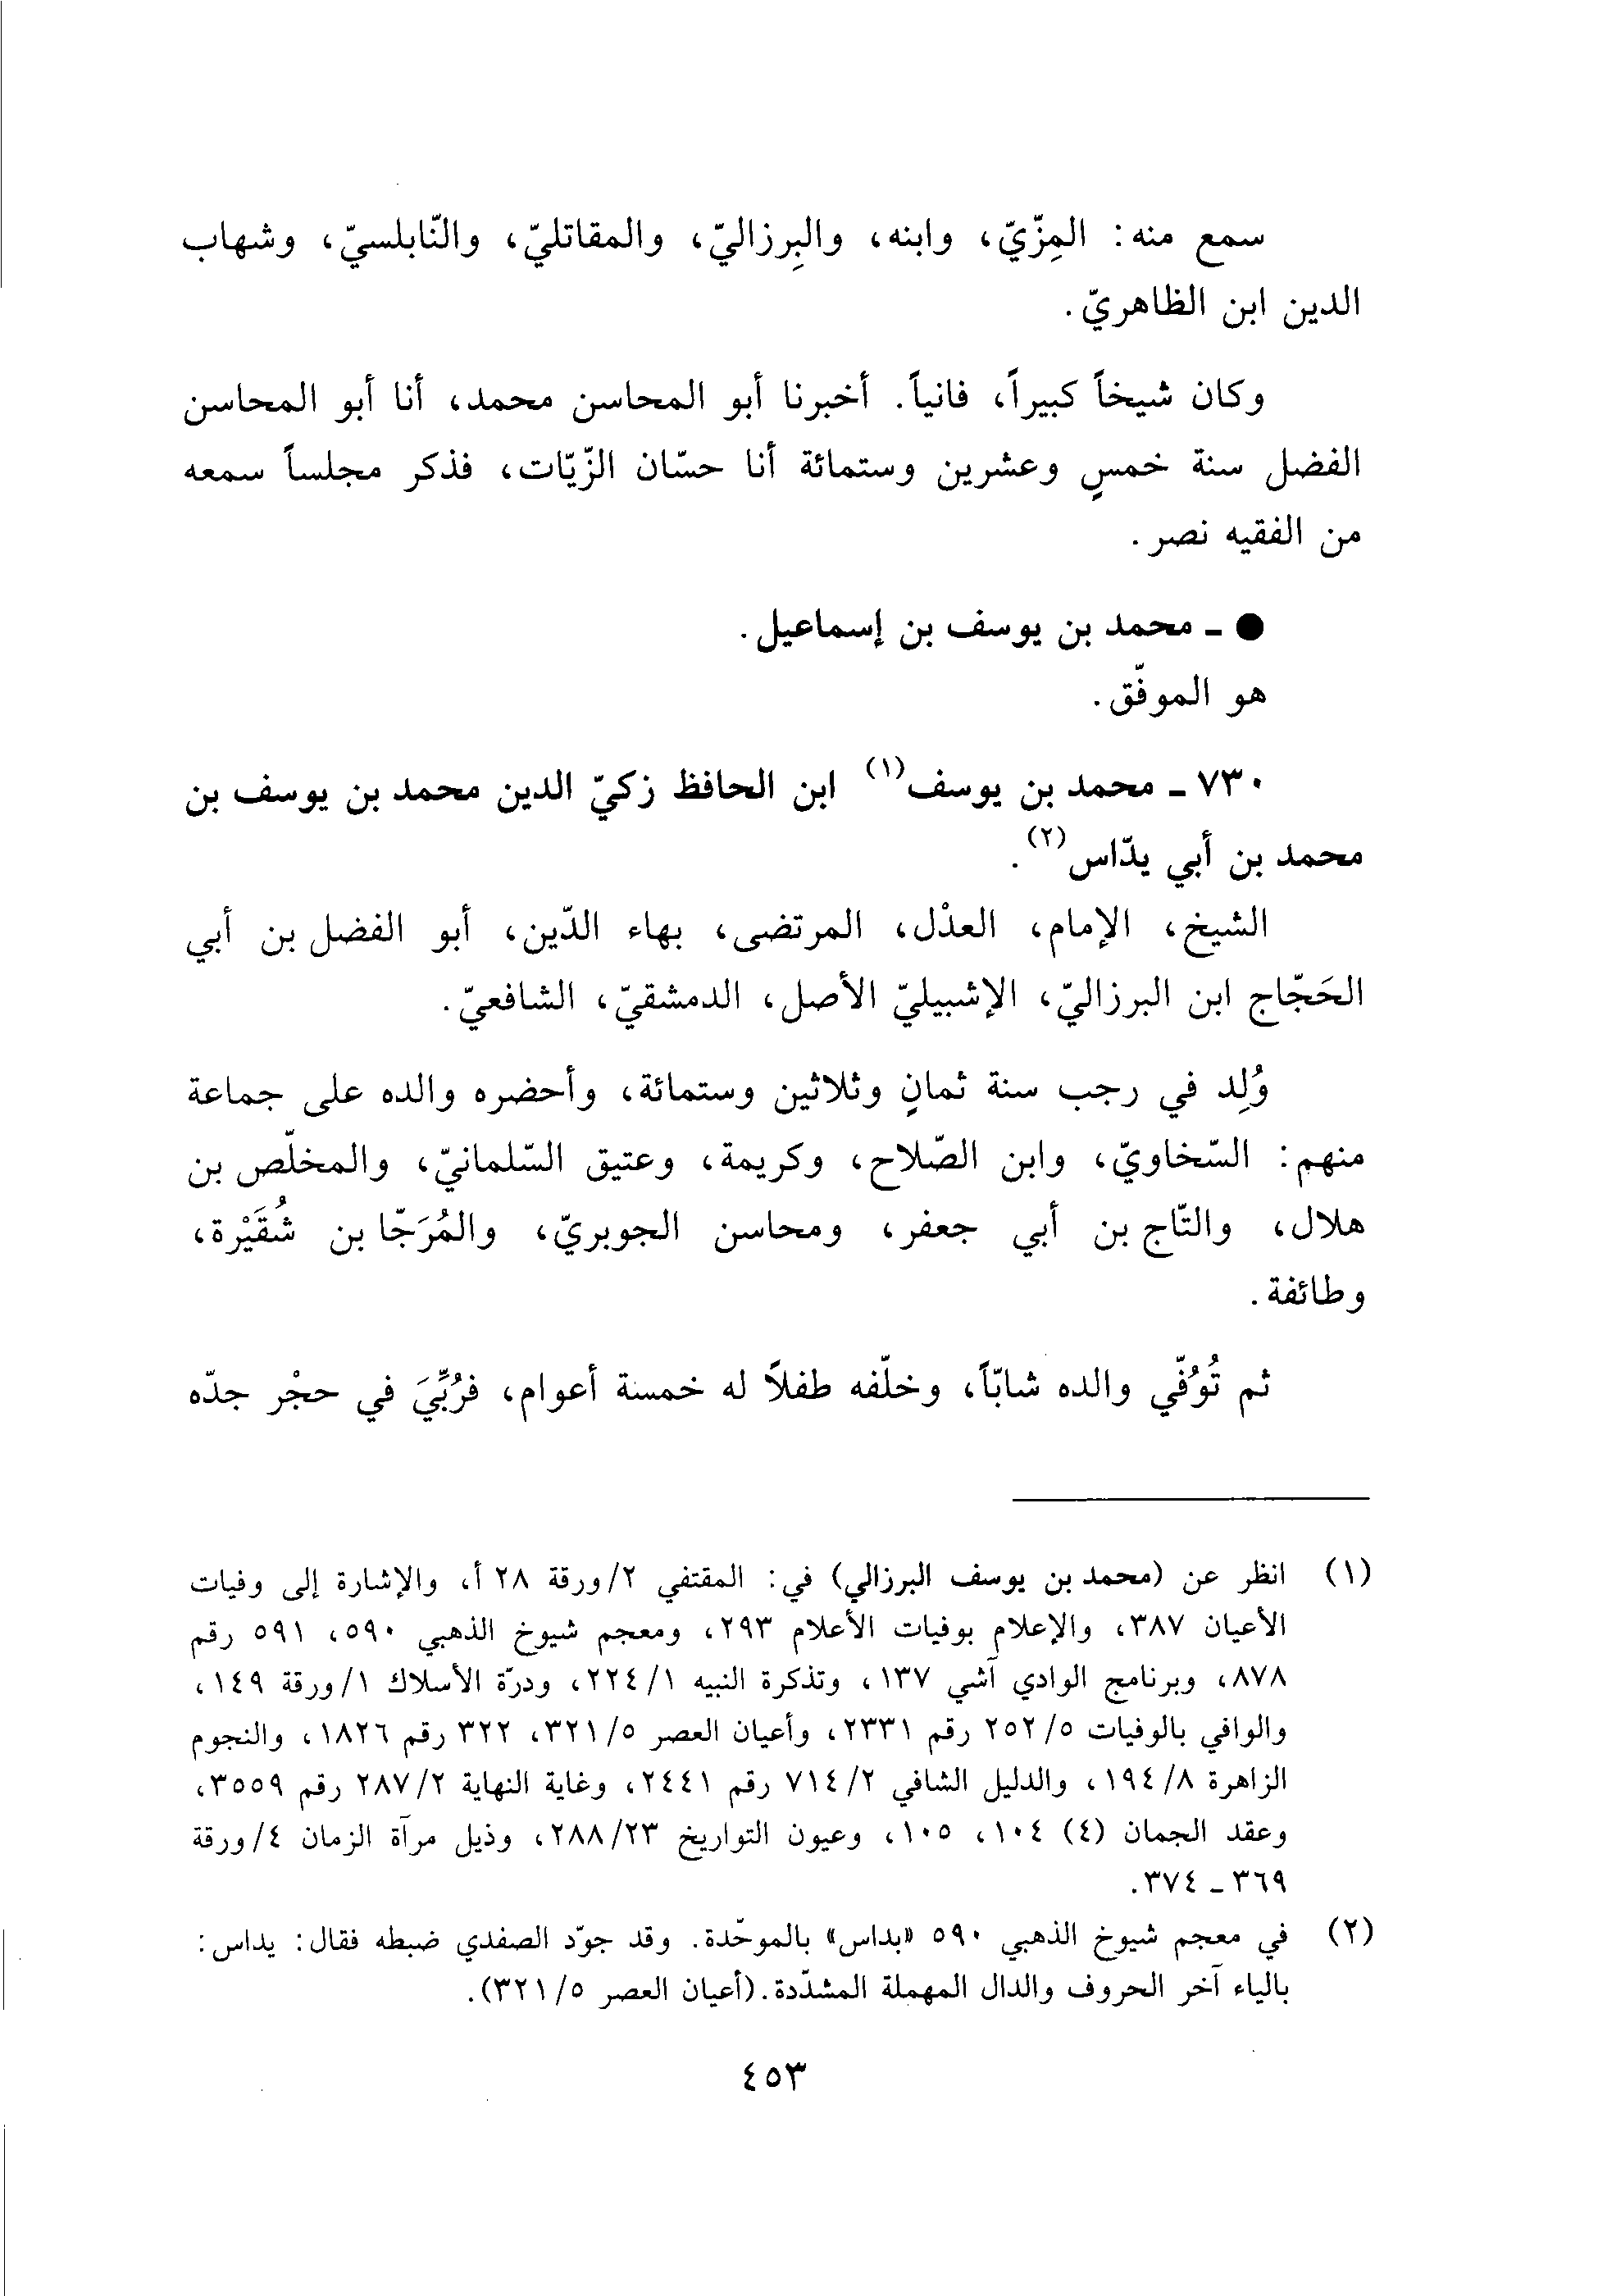 سمع منه: المِزّيّ، وابنه، والبِرزاليّ، والمقاتليّ، والنّابلسيّ، وشهاب
الدين ابن الظاهريّ.
وكان شيخاً كبيراً، فانياً. أخبرنا أبو المحاسن محمد، أنا أبو المحاسن
الفضل سنة خمسٍ وعشرين وستمائة أنا حسّان الزّيّات، فذكر مجلساً سمعه
من الفقيه نصر.
● ـ محمد بن يوسف بن إسماعيل.
هو الموفّق.
٧٣٠ ـ محمد بن يوسف(١) ابن الحافظ زكيّ الدين محمد بن يوسف بن
محمد بن أبي يدّاس(٢).
الشيخ، الإمام، العدْل، المرتضى، بهاء الدّين، أبو الفضل بن أبي
الحَجّاج ابن البرزاليّ، الإشبيليّ الأصل، الدمشقيّ، الشافعيّ.
وُلِد في رجب سنة ثمانٍ وثلاثين وستمائة، وأحضره والده على جماعة
منهم: السّخاويّ، وابن الصّلاح، وكريمة، وعتيق السّلمانيّ، والمخلّص بن
هلال، والتّاج بن أبي جعفر، ومحاسن الجوبريّ، والمُرَجّا بن شُقَيْرة،
وطائفة.
ثم تُوُفّي والده شابّاً، وخلّفه طفلاً له خمسة أعوام، فرُبِّيَ في حجْر جدّه
(١) انظر عن (محمد بن يوسف البرزالي) في: المقتفي ٢/ورقة ٢٨ أ، والإشارة إلى وفيات
الأعيان ٣٨٧، والإعلام بوفيات الأعلام ٢٩٣، ومعجم شيوخ الذهبي ٥٩٠، ٥٩١ رقم
٨٧٨، وبرنامج الوادي آشي ١٣٧، وتذكرة النبيه ١/٢٢٤، ودرّة الأسلاك ١/ورقة ١٤٩،
والوافي بالوفيات ٥/٢٥٢ رقم ٢٣٣١، وأعيان العصر ٥/٣٢١، ٣٢٢ رقم ١٨٢٦، والنجوم
الزاهرة ٨/١٩٤، والدليل الشافي ٢/٧١٤ رقم ٢٤٤١، وغاية النهاية ٢/٢٨٧ رقم ٣٥٥٩،
وعقد الجمان (٤) ١٠٤، ١٠٥، وعيون التواريخ ٢٣/٢٨٨، وذيل مرآة الزمان ٤/ورقة
٣٦٩ ـ ٣٧٤.
(٢) في معجم شيوخ الذهبي ٥٩٠ «بداس» بالموحّدة. وقد جوّد الصفدي ضبطه فقال: يداس:
بالياء آخر الحروف والدال المهملة المشدّدة. (أعيان العصر ٥/٣٢١).
٤٥٣